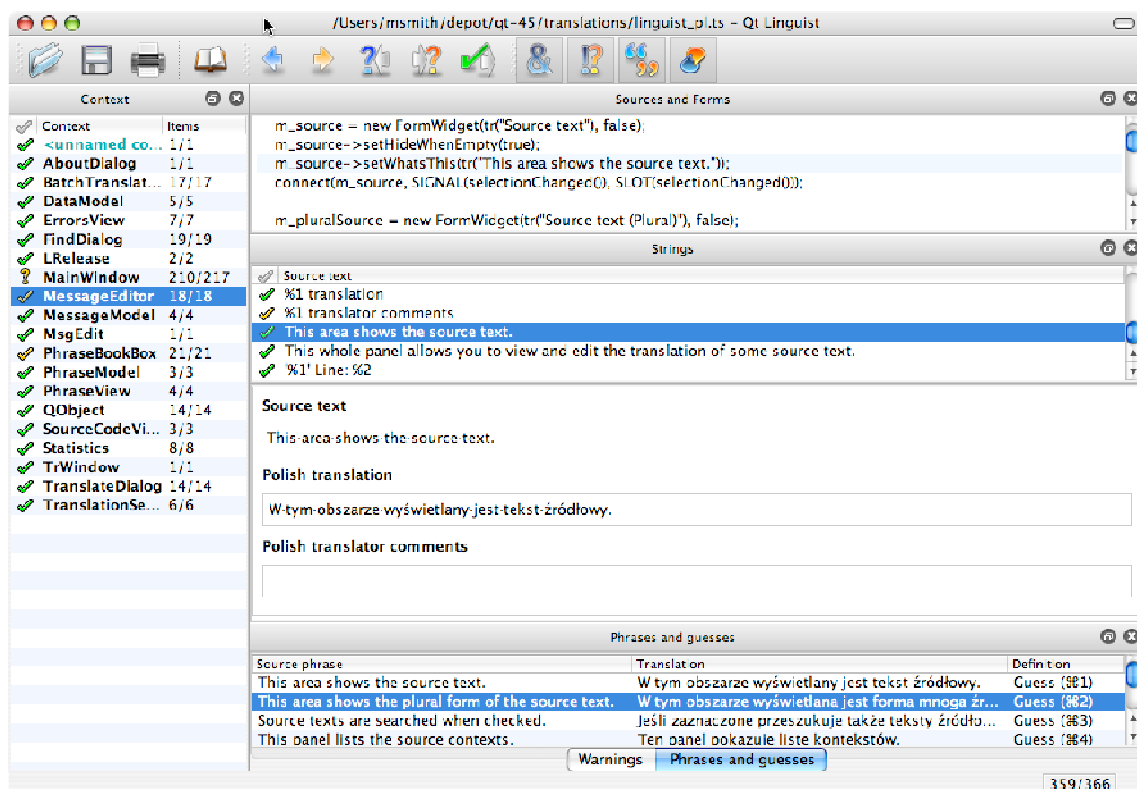 /Users/msmith/depot/qt-45/translations/linguist_pl.ts – Qt Linguist
Context
Context Items
<unnamed co... 1/1
AboutDialog 1/1
BatchTranslat... 17/17
DataModel 5/5
ErrorsView 7/7
FindDialog 19/19
LRelease 2/2
MainWindow 210/217
MessageEditor 18/18
MessageModel 4/4
MsgEdit 1/1
PhraseBookBox 21/21
PhraseModel 3/3
PhraseView 4/4
QObject 14/14
SourceCodeVi... 3/3
Statistics 8/8
TrWindow 1/1
TranslateDialog 14/14
TranslationSe... 6/6
Sources and Forms
m_source = new FormWidget(tr("Source text"), false);
m_source->setHideWhenEmpty(true);
m_source->setWhatsThis(tr("This area shows the source text."));
connect(m_source, SIGNAL(selectionChanged()), SLOT(selectionChanged()));
m_pluralSource = new FormWidget(tr("Source text (Plural)"), false);
Strings
Source text
%1 translation
%1 translator comments
This area shows the source text.
This whole panel allows you to view and edit the translation of some source text.
'%1' Line: %2
Source text
This·area·shows·the·source·text.
Polish translation
W·tym·obszarze·wyświetlany·jest·tekst·źródłowy.
Polish translator comments
Phrases and guesses
Source phrase Translation Definition
This area shows the source text. W tym obszarze wyświetlany jest tekst źródłowy. Guess (⌘1)
This area shows the plural form of the source text. W tym obszarze wyświetlana jest forma mnoga źr... Guess (⌘2)
Source texts are searched when checked. Jeśli zaznaczone przeszukuje także teksty źródło... Guess (⌘3)
This panel lists the source contexts. Ten panel pokazuje liste kontekstów. Guess (⌘4)
Warnings Phrases and guesses
359/366